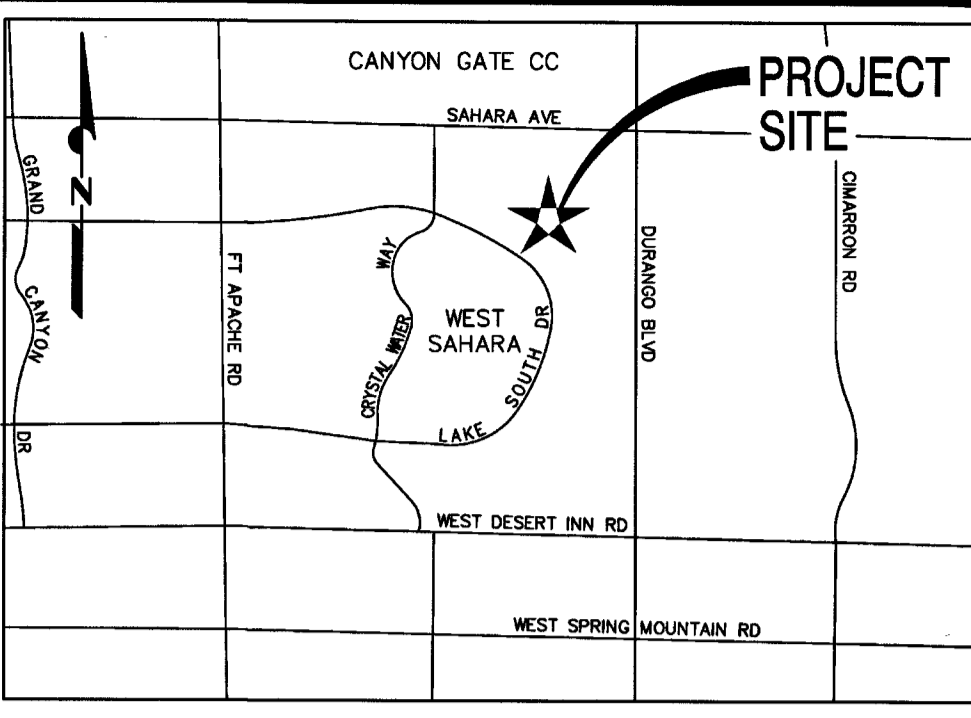 CANYON GATE CC
PROJECT
SITE
SAHARA AVE
N
GRAND
CANYON
DR
FT APACHE RD
WAY
CRYSTAL WATER
WEST
SAHARA
LAKE
SOUTH
DR
DURANGO BLVD
CIMARRON RD
WEST DESERT INN RD
WEST SPRING MOUNTAIN RD